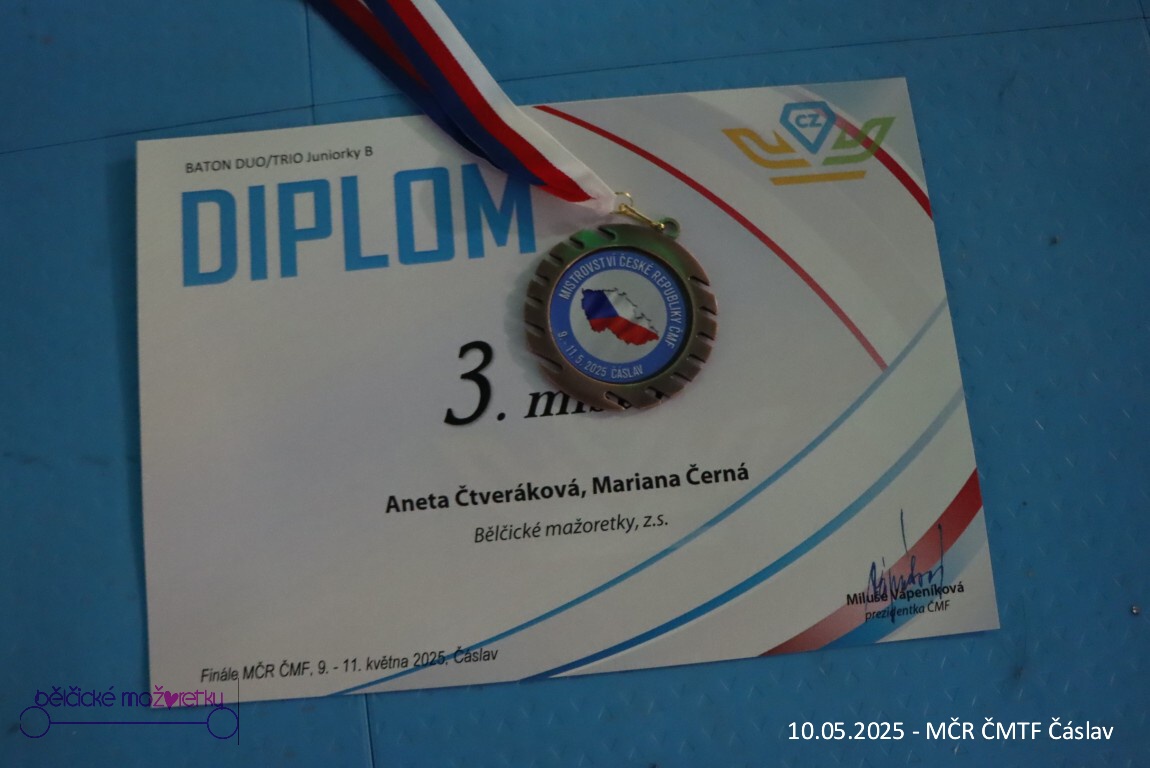 BATON DUO/TRIO Juniorky B
DIPLOM
CZ
MISTROVSTVÍ ČESKÉ REPUBLIKY ČMF
9. - 11.5. 2025 ČÁSLAV
3.
Aneta Čtveráková, Mariana Černá
Bělčické mažoretky, z.s.
Miluše Vápeníková
prezidentka ČMF
Finále MČR ČMF, 9. - 11. května 2025, Čáslav
bělčické mažoretky
10.05.2025 - MČR ČMTF Čáslav